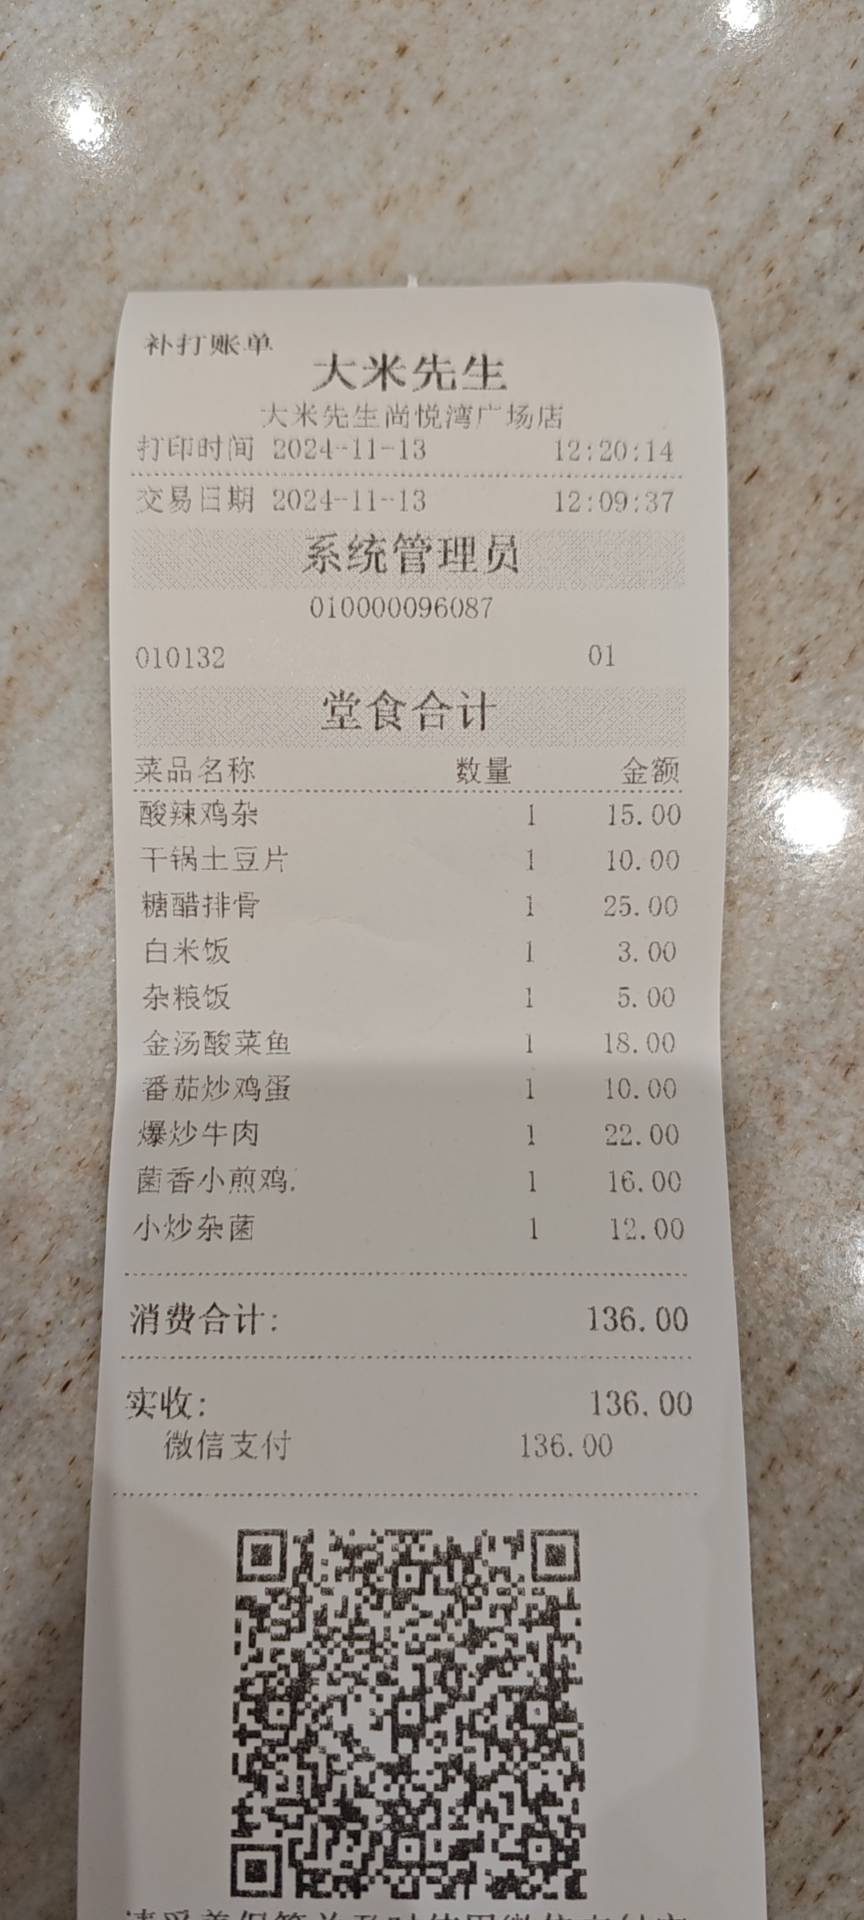 补打账单
大米先生
大米先生尚悦湾广场店
打印时间 2024-11-13 12:20:14
交易日期 2024-11-13 12:09:37
系统管理员
010000096087
010132 01
堂食合计
菜品名称 数量 金额
酸辣鸡杂 1 15.00
干锅土豆片 1 10.00
糖醋排骨 1 25.00
白米饭 1 3.00
杂粮饭 1 5.00
金汤酸菜鱼 1 18.00
番茄炒鸡蛋 1 10.00
爆炒牛肉 1 22.00
菌香小煎鸡. 1 16.00
小炒杂菌 1 12.00
消费合计: 136.00
实收: 136.00
微信支付 136.00